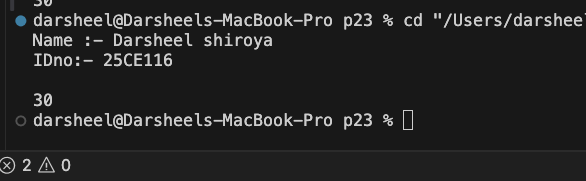 30
darsheel@Darsheels-MacBook-Pro p23 % cd "/Users/darsheel
Name :- Darsheel shiroya
IDno:- 25CE116
30
darsheel@Darsheels-MacBook-Pro p23 %
2 0